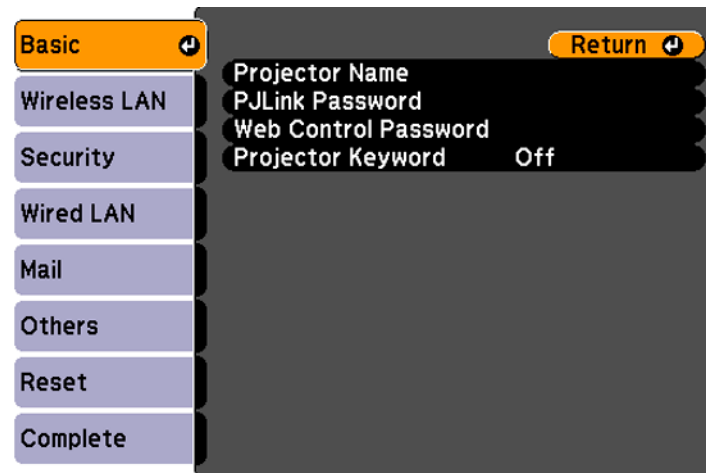 Basic
Wireless LAN
Security
Wired LAN
Mail
Others
Reset
Complete
Return
Projector Name
PJLink Password
Web Control Password
Projector Keyword Off